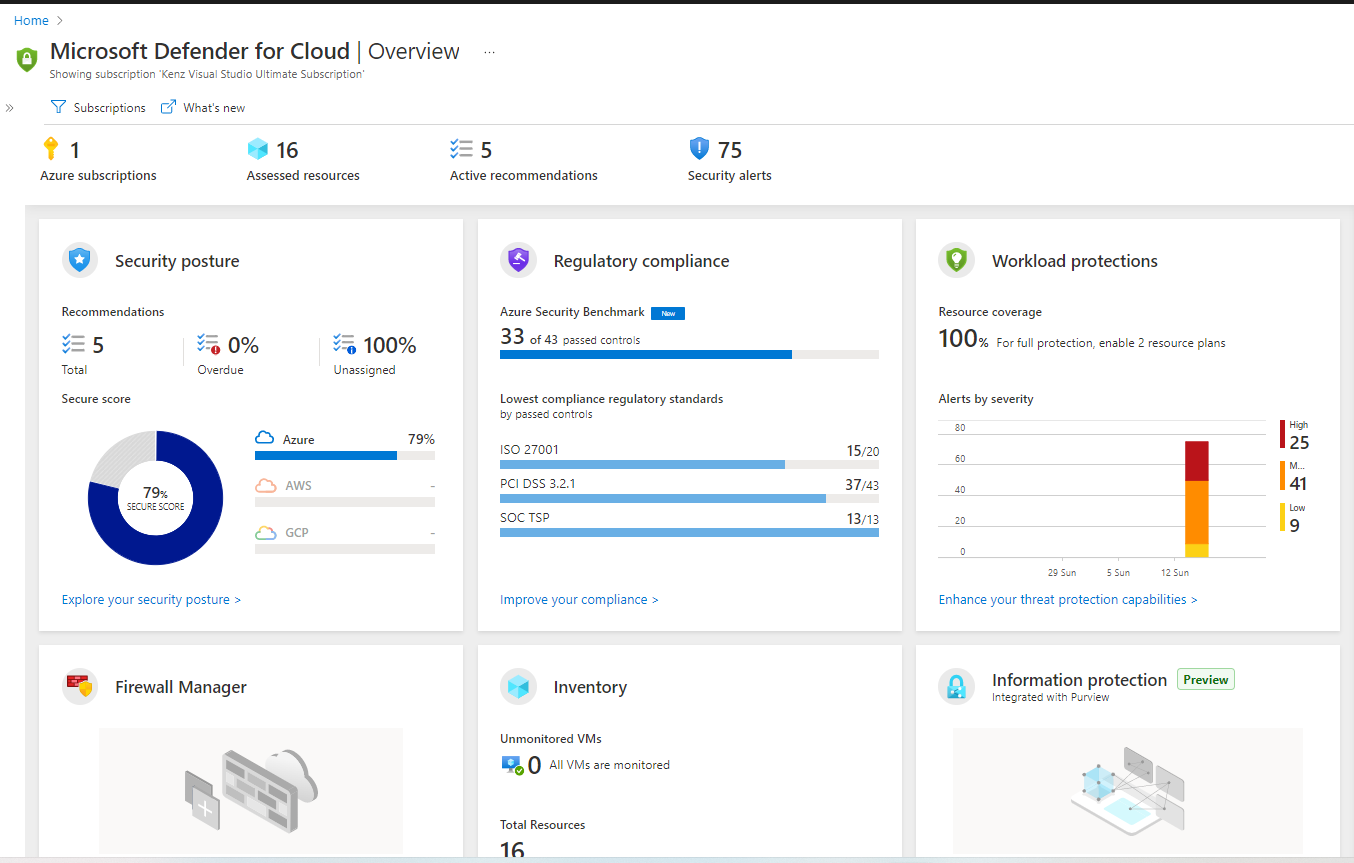 Home
Microsoft Defender for Cloud | Overview ...
Showing subscription 'Kenz Visual Studio Ultimate Subscription'
Subscriptions What's new
1 16 5 75
Azure subscriptions Assessed resources Active recommendations Security alerts
Security posture
Recommendations
5 0% 100%
Total Overdue Unassigned
Secure score
79%
SECURE SCORE
Azure 79%
AWS -
GCP -
Explore your security posture >
Regulatory compliance
Azure Security Benchmark New
33 of 43 passed controls
Lowest compliance regulatory standards
by passed controls
ISO 27001 15/20
PCI DSS 3.2.1 37/43
SOC TSP 13/13
Improve your compliance >
Workload protections
Resource coverage
100% For full protection, enable 2 resource plans
Alerts by severity
80
60
40
20
0
29 Sun 5 Sun 12 Sun
High
25
M...
41
Low
9
Enhance your threat protection capabilities >
Firewall Manager
Inventory
Unmonitored VMs
0 All VMs are monitored
Total Resources
16
Information protection Preview
Integrated with Purview